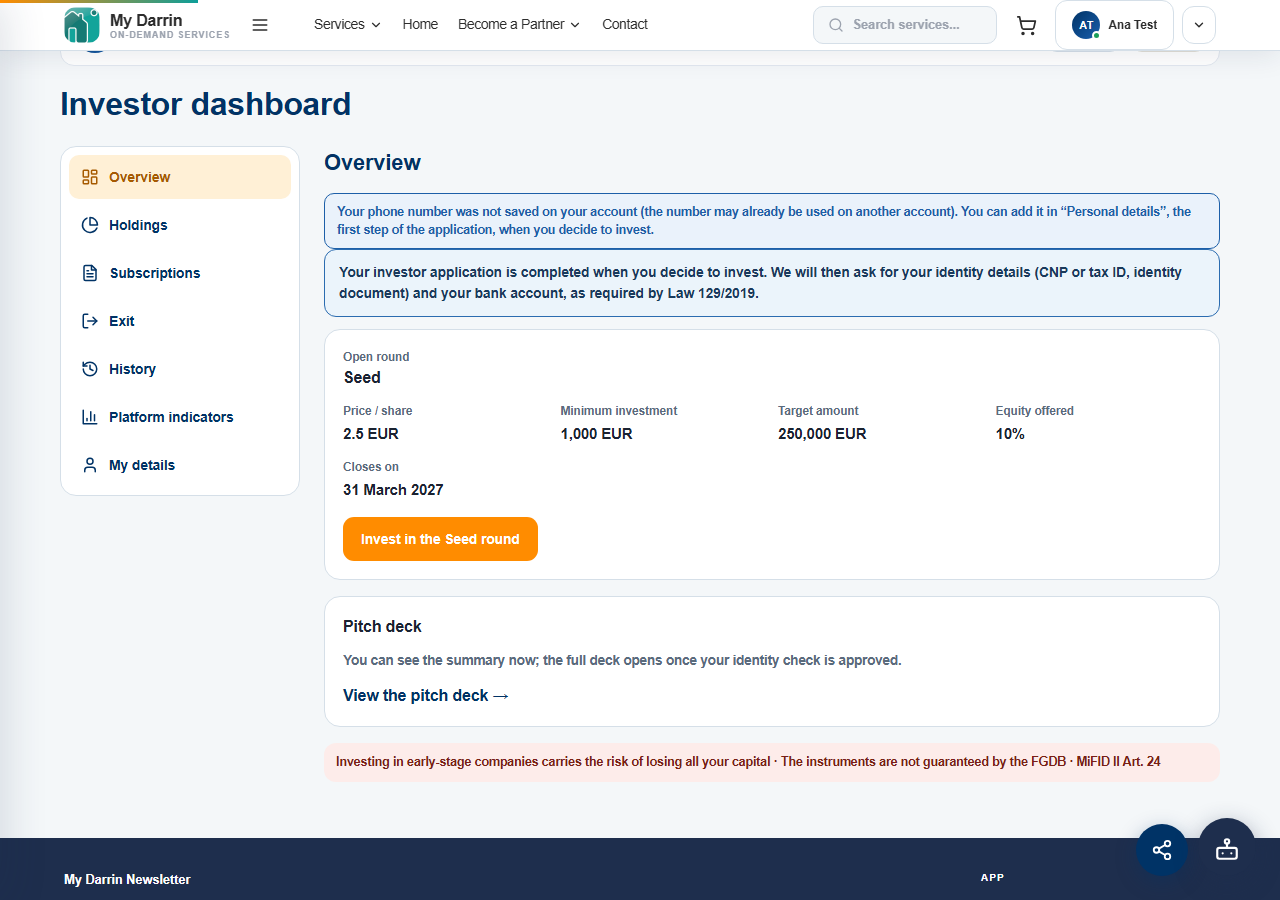 My Darrin
ON-DEMAND SERVICES
Services
Home
Become a Partner
Contact
Search services...
AT
Ana Test
Investor dashboard
Overview
Holdings
Subscriptions
Exit
History
Platform indicators
My details
Overview
Your phone number was not saved on your account (the number may already be used on another account). You can add it in “Personal details”, the
first step of the application, when you decide to invest.
Your investor application is completed when you decide to invest. We will then ask for your identity details (CNP or tax ID, identity
document) and your bank account, as required by Law 129/2019.
Open round
Seed
Price / share
2.5 EUR
Minimum investment
1,000 EUR
Target amount
250,000 EUR
Equity offered
10%
Closes on
31 March 2027
Invest in the Seed round
Pitch deck
You can see the summary now; the full deck opens once your identity check is approved.
View the pitch deck →
Investing in early-stage companies carries the risk of losing all your capital · The instruments are not guaranteed by the FGDB · MiFID II Art. 24
My Darrin Newsletter
APP